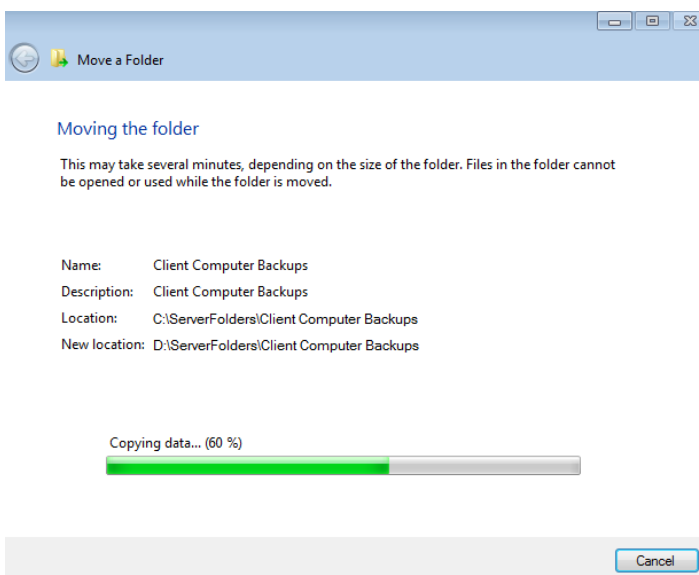 Move a Folder
Moving the folder
This may take several minutes, depending on the size of the folder. Files in the folder cannot
be opened or used while the folder is moved.
Name: Client Computer Backups
Description: Client Computer Backups
Location: C:\ServerFolders\Client Computer Backups
New location: D:\ServerFolders\Client Computer Backups
Copying data... (60 %)
Cancel